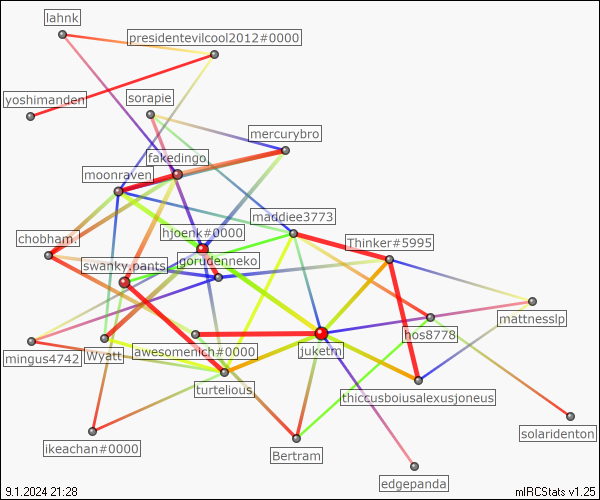 lahnk
presidentevilcool2012#0000
yoshimanden
sorapie
mercurybro
fakedingo
moonraven
maddiee3773
hjoenk#0000
chobham.
Thinker#5995
gorudenneko
swanky.pants
mattnesslp
hos8778
mingus4742
Wyatt
awesomenich#0000
juketm
turtelious
thiccusboiusalexusjoneus
solaridenton
ikeachan#0000
Bertram
edgepanda
9.1.2024 21:28
mIRCStats v1.25